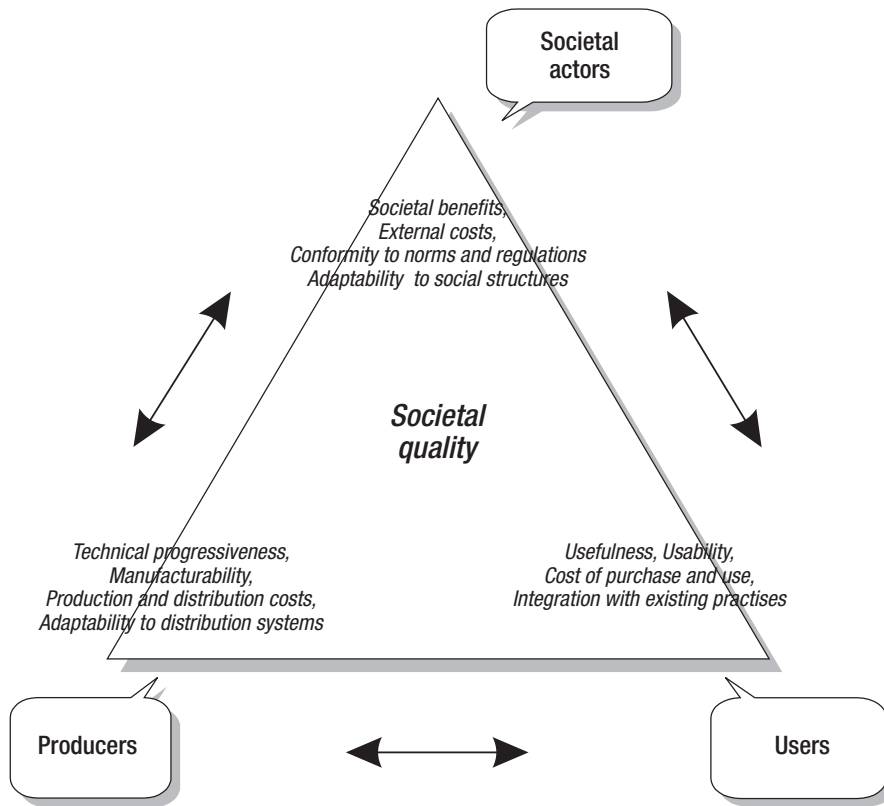 Societal
actors
Societal benefits,
External costs,
Conformity to norms and regulations
Adaptability to social structures
Societal
quality
Technical progressiveness,
Manufacturability,
Production and distribution costs,
Adaptability to distribution systems
Usefulness, Usability,
Cost of purchase and use,
Integration with existing practises
Producers
Users